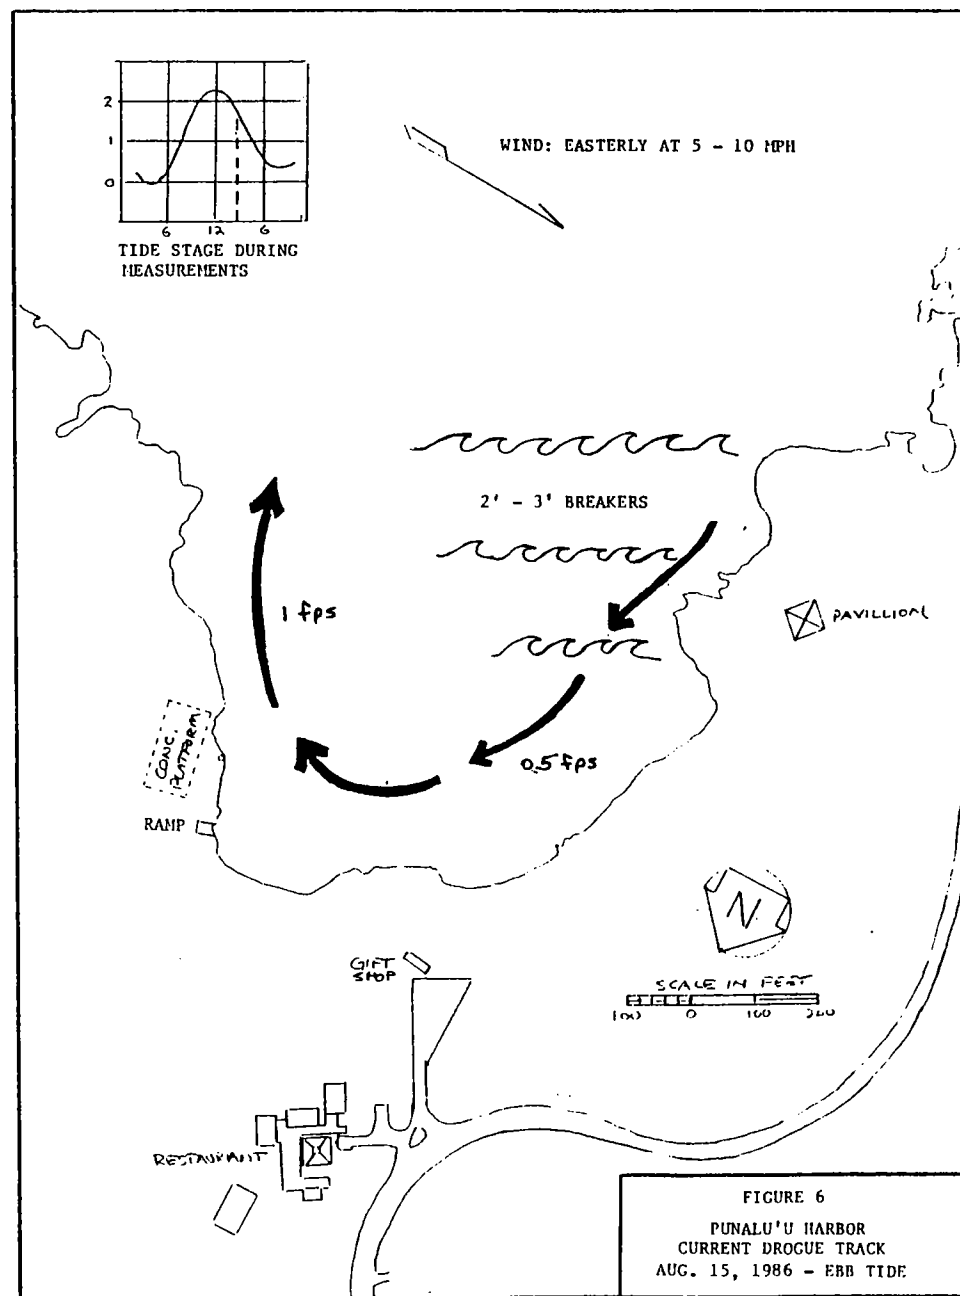 2
1
0
6 12 6
TIDE STAGE DURING
MEASUREMENTS
WIND: EASTERLY AT 5 - 10 MPH
2' - 3' BREAKERS
1 fps
PAVILLION
0.5 fps
CONC.
PLATFORM
RAMP
N
GIFT
SHOP
SCALE IN FEET
100 0 100 200
RESTAURANT
FIGURE 6
PUNALU'U HARBOR
CURRENT DROGUE TRACK
AUG. 15, 1986 - EBB TIDE